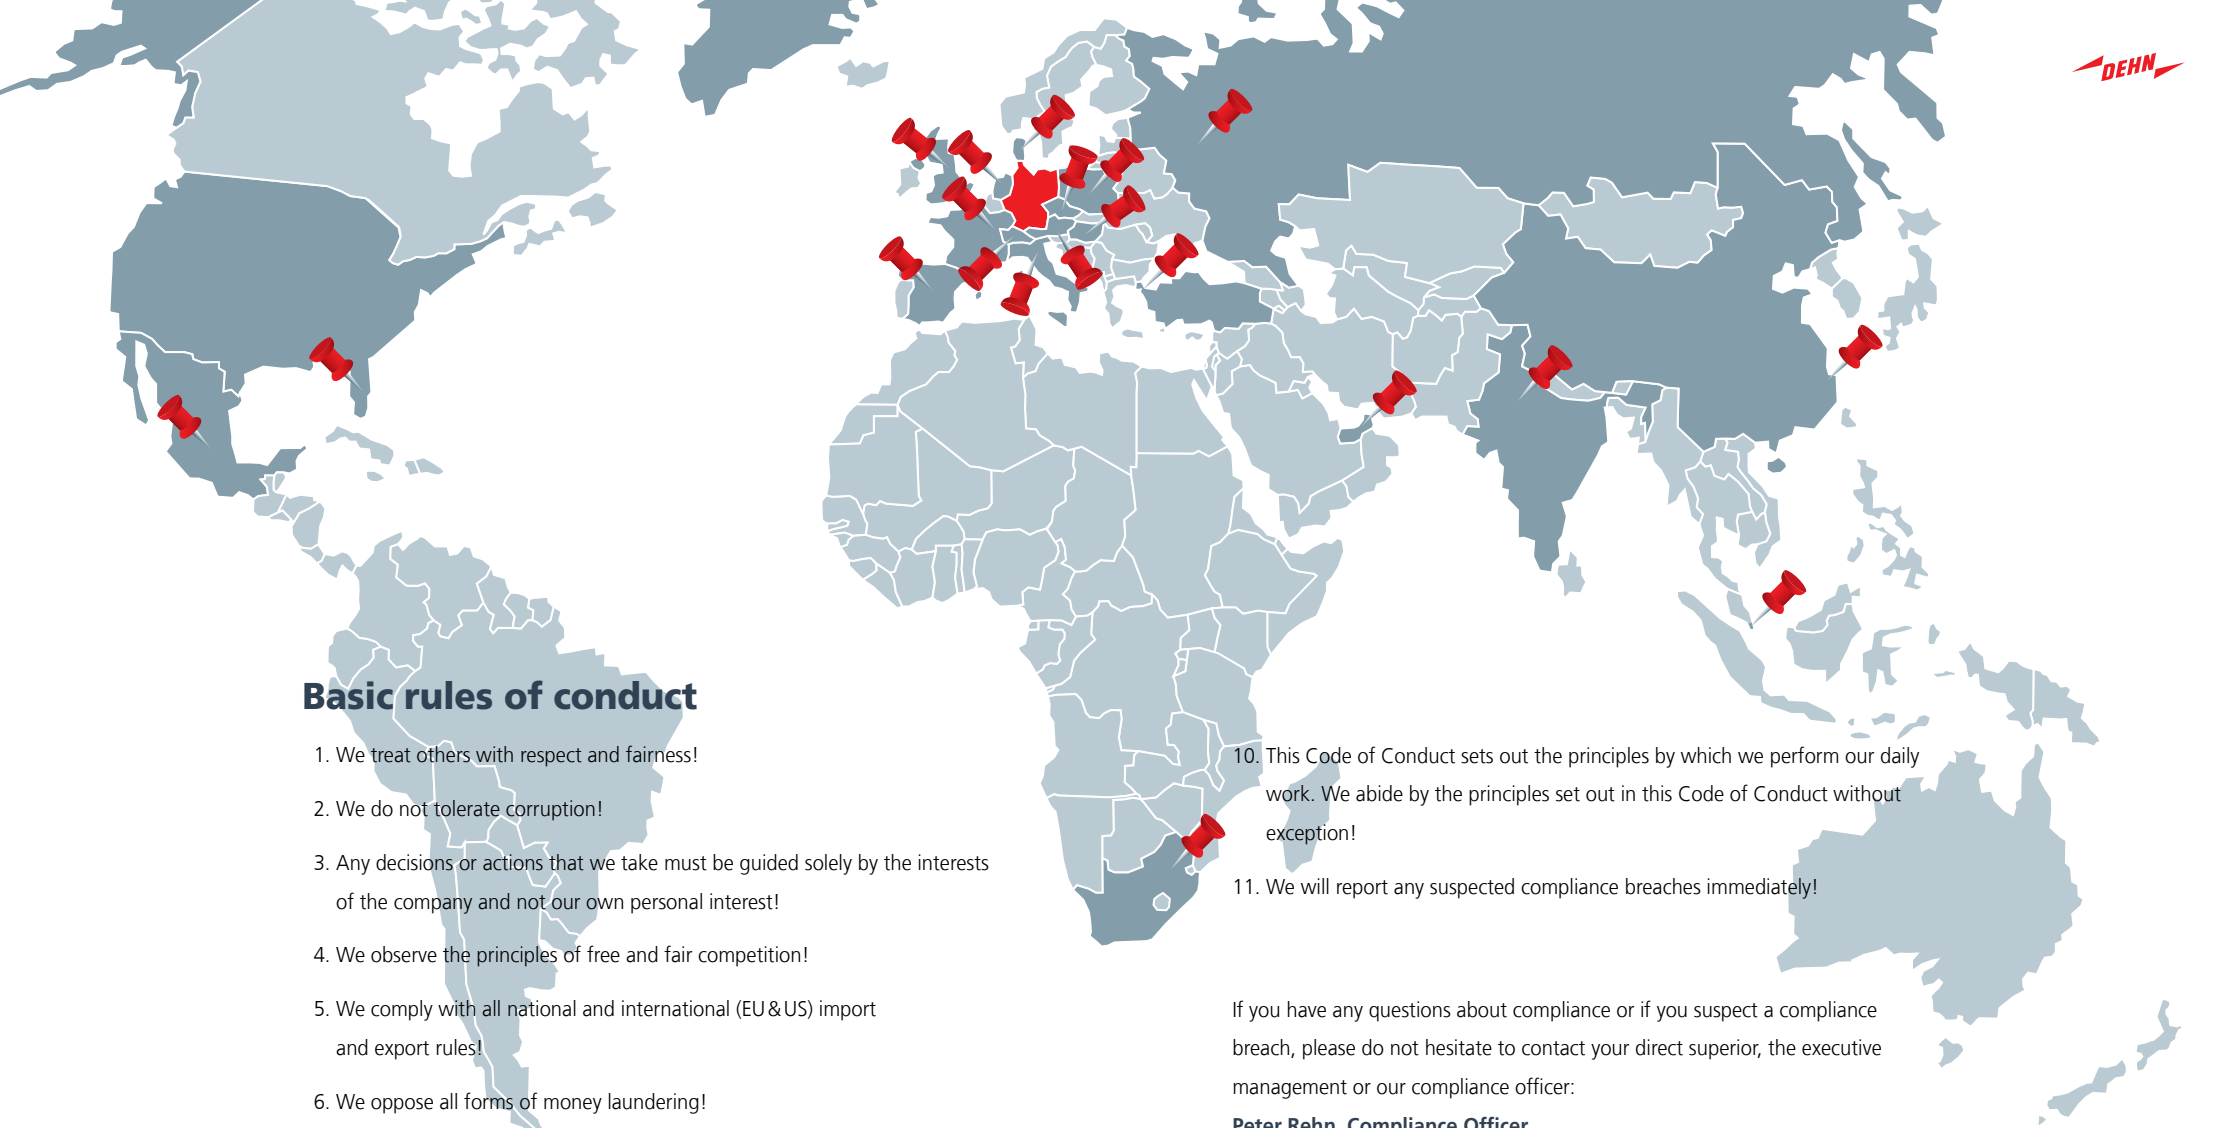 DEHN
Basic rules of conduct
1. We treat others with respect and fairness!
2. We do not tolerate corruption!
3. Any decisions or actions that we take must be guided solely by the interests
of the company and not our own personal interest!
4. We observe the principles of free and fair competition!
5. We comply with all national and international (EU & US) import
and export rules!
6. We oppose all forms of money laundering!
10. This Code of Conduct sets out the principles by which we perform our daily
work. We abide by the principles set out in this Code of Conduct without
exception!
11. We will report any suspected compliance breaches immediately!
If you have any questions about compliance or if you suspect a compliance
breach, please do not hesitate to contact your direct superior, the executive
management or our compliance officer:
Peter Rehn, Compliance Officer